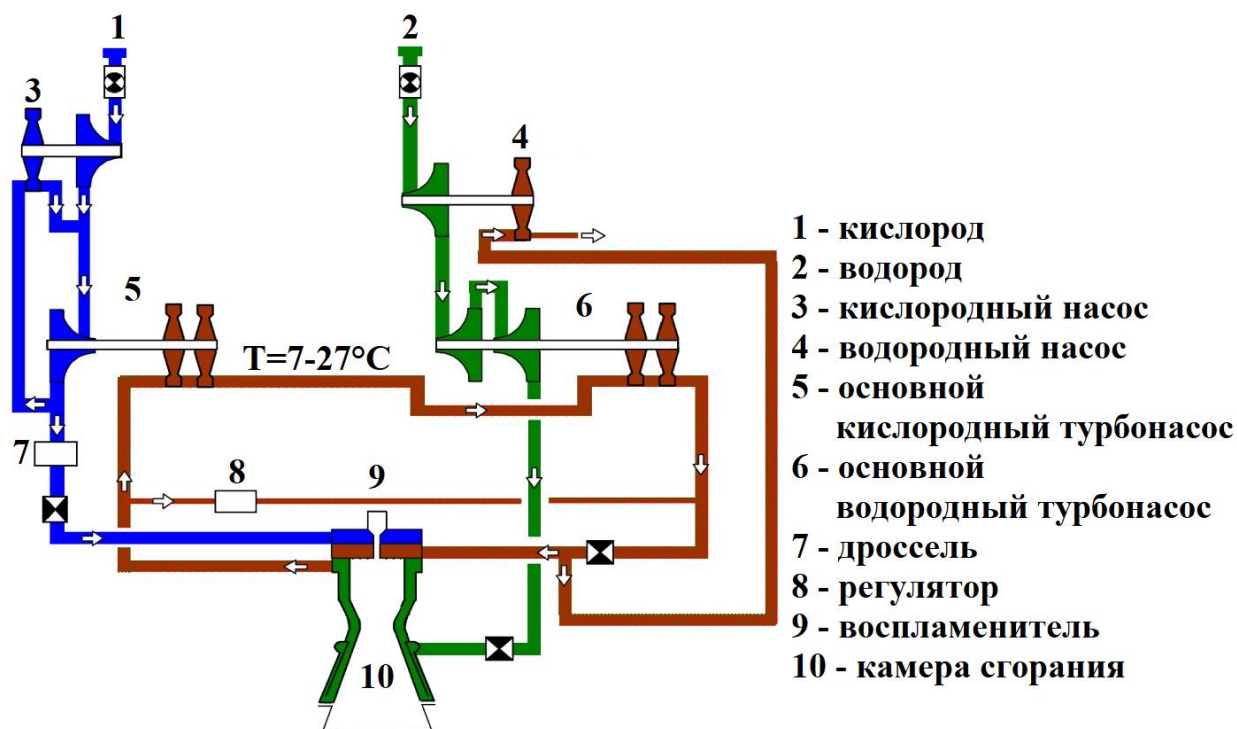 1
2
3
4
5
6
T=7-27°C
7
8
9
10
1 - кислород
2 - водород
3 - кислородный насос
4 - водородный насос
5 - основной
кислородный турбонасос
6 - основной
водородный турбонасос
7 - дроссель
8 - регулятор
9 - воспламенитель
10 - камера сгорания